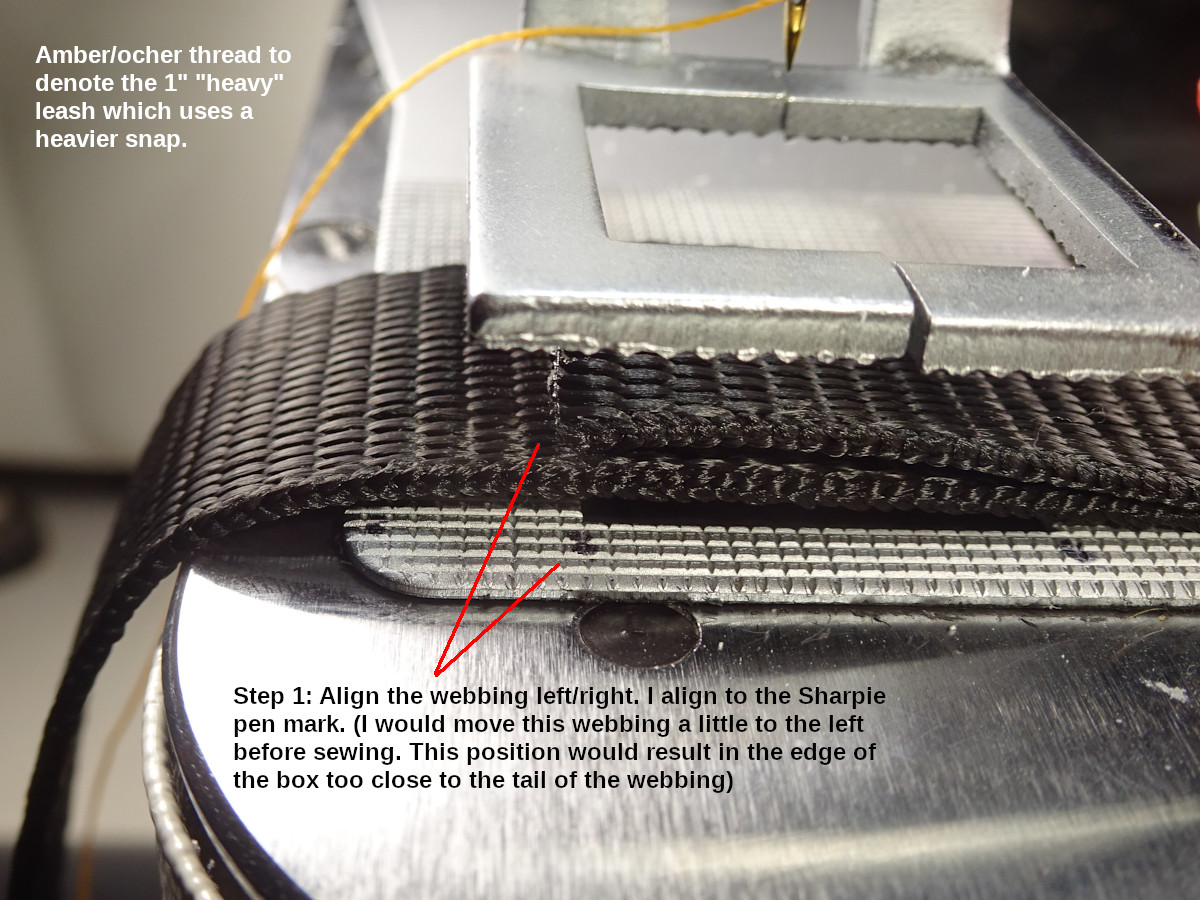 Amber/ocher thread to
denote the 1" "heavy"
leash which uses a
heavier snap.
Step 1: Align the webbing left/right. I align to the Sharpie
pen mark. (I would move this webbing a little to the left
before sewing. This position would result in the edge of
the box too close to the tail of the webbing)